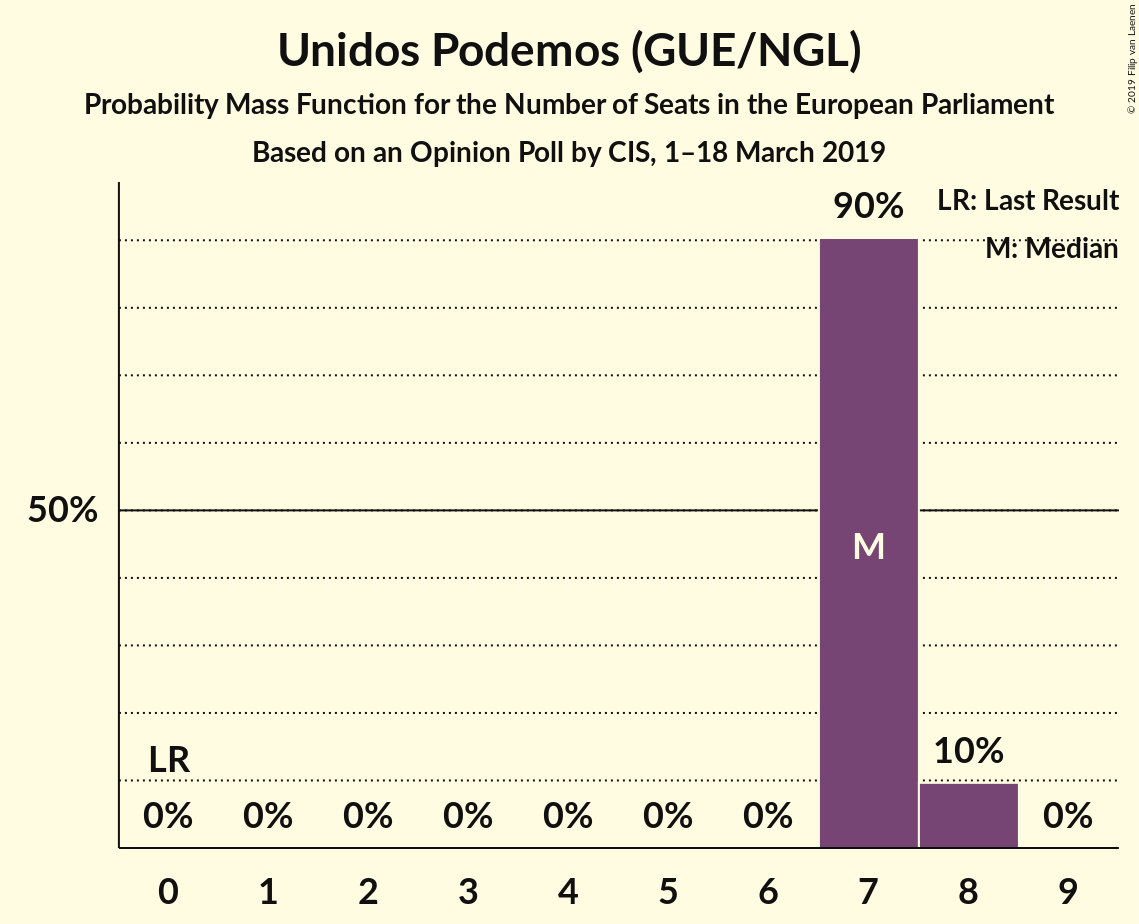 Unidos Podemos (GUE/NGL)
Probability Mass Function for the Number of Seats in the European Parliament
Based on an Opinion Poll by CIS, 1–18 March 2019
© 2019 Filip van Laenen
LR: Last Result
M: Median
90%
50%
M
LR
10%
0% 0% 0% 0% 0% 0% 0% 0%
0 1 2 3 4 5 6 7 8 9